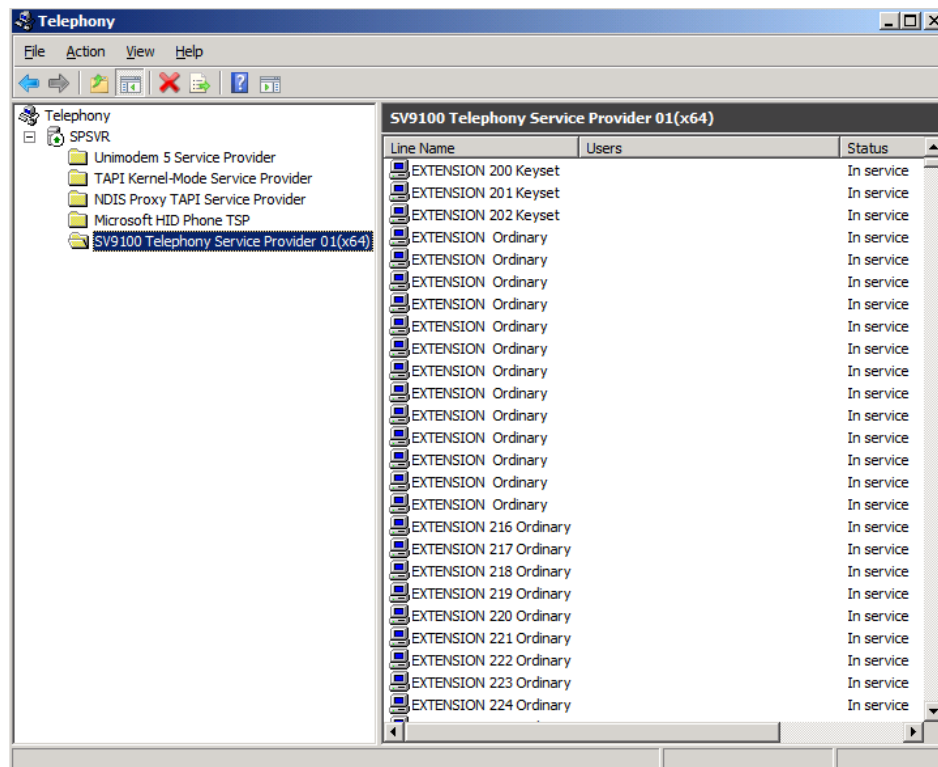 Telephony
File Action View Help
Telephony
SPSVR
Unimodem 5 Service Provider
TAPI Kernel-Mode Service Provider
NDIS Proxy TAPI Service Provider
Microsoft HID Phone TSP
SV9100 Telephony Service Provider 01(x64)
SV9100 Telephony Service Provider 01(x64)
Line Name Users Status
EXTENSION 200 Keyset In service
EXTENSION 201 Keyset In service
EXTENSION 202 Keyset In service
EXTENSION Ordinary In service
EXTENSION Ordinary In service
EXTENSION Ordinary In service
EXTENSION Ordinary In service
EXTENSION Ordinary In service
EXTENSION Ordinary In service
EXTENSION Ordinary In service
EXTENSION Ordinary In service
EXTENSION Ordinary In service
EXTENSION Ordinary In service
EXTENSION Ordinary In service
EXTENSION Ordinary In service
EXTENSION Ordinary In service
EXTENSION 216 Ordinary In service
EXTENSION 217 Ordinary In service
EXTENSION 218 Ordinary In service
EXTENSION 219 Ordinary In service
EXTENSION 220 Ordinary In service
EXTENSION 221 Ordinary In service
EXTENSION 222 Ordinary In service
EXTENSION 223 Ordinary In service
EXTENSION 224 Ordinary In service